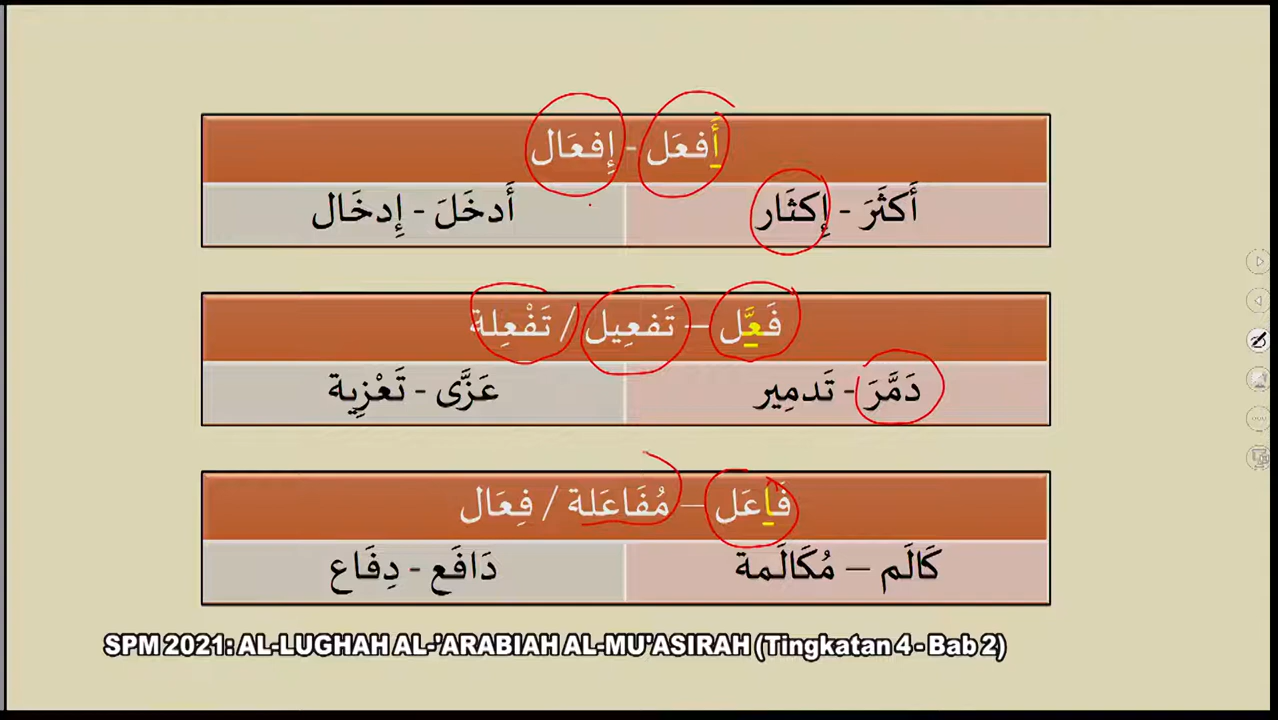 أَفعَل - إِفعَال
أَكثَرَ - إِكثَار
أَدخَلَ - إِدخَال
فَعَّل – تَفعِيل / تَفْعِلة
دَمَّرَ - تَدمِير
عَزَّى - تَعْزِية
فَاعَل – مُفَاعَلة / فِعَال
كَالَم – مُكَالَمة
دَافَع - دِفَاع
SPM 2021: AL-LUGHAH AL-'ARABIAH AL-MU'ASIRAH (Tingkatan 4 - Bab 2)